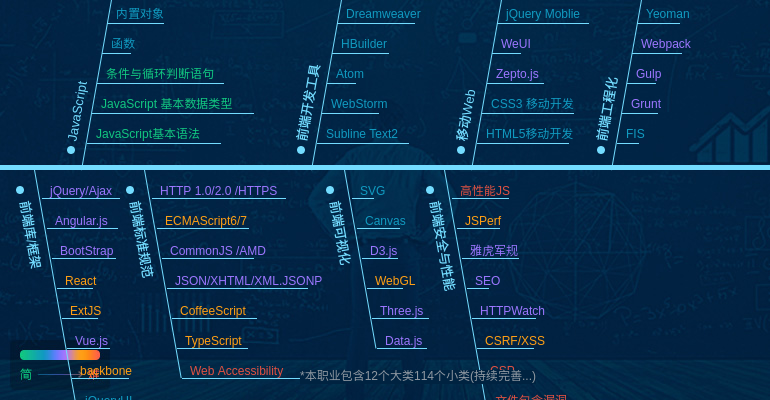 内置对象
函数
条件与循环判断语句
JavaScript 基本数据类型
JavaScript基本语法
JavaScript
Dreamweaver
HBuilder
Atom
WebStorm
Subline Text2
前端开发工具
jQuery Moblie
WeUI
Zepto.js
CSS3 移动开发
HTML5移动开发
移动Web
Yeoman
Webpack
Gulp
Grunt
FIS
前端工程化
前端库/框架
jQuery/Ajax
Angular.js
BootStrap
React
ExtJS
Vue.js
backbone
jQueryUI
前端标准规范
HTTP 1.0/2.0 /HTTPS
ECMAScript6/7
CommonJS /AMD
JSON/XHTML/XML.JSONP
CoffeeScript
TypeScript
Web Accessibility
前端可视化
SVG
Canvas
D3.js
WebGL
Three.js
Data.js
前端安全与性能
高性能JS
JSPerf
雅虎军规
SEO
HTTPWatch
CSRF/XSS
CSP
文件包含漏洞
简
难
*本职业包含12个大类114个小类(持续完善...)